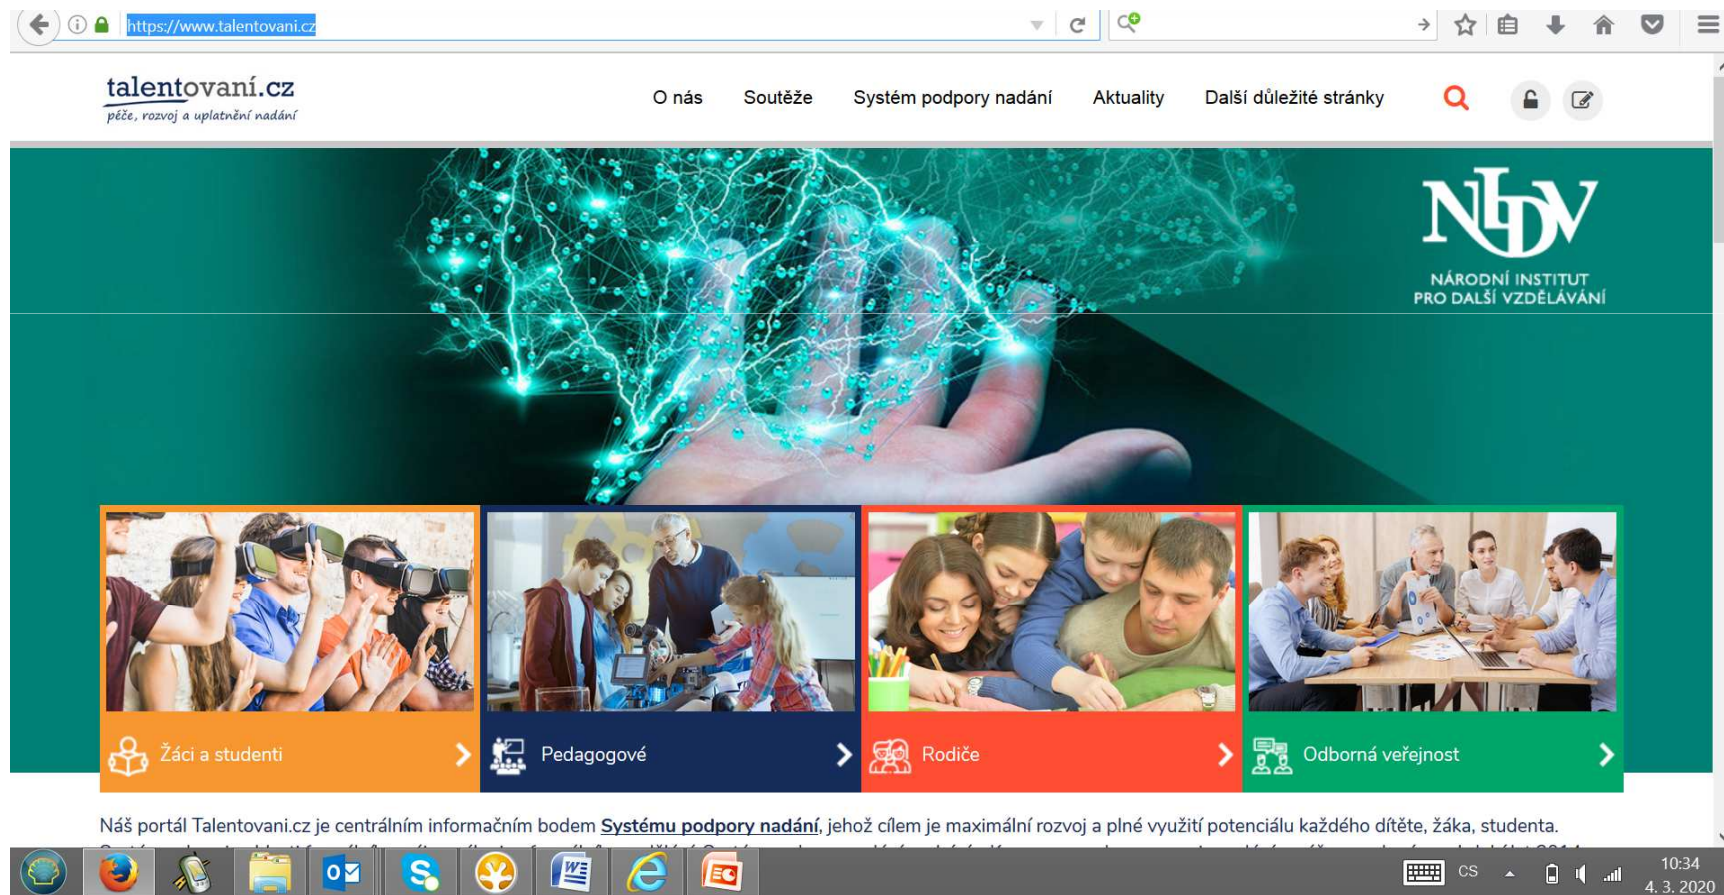 https://www.talentovani.cz
talentovaní.cz
péče, rozvoj a uplatnění nadání
O nás Soutěže Systém podpory nadání Aktuality Další důležité stránky
NIDV
NÁRODNÍ INSTITUT
PRO DALŠÍ VZDĚLÁVÁNÍ
Žáci a studenti
Pedagogové
Rodiče
Odborná veřejnost
Náš portál Talentovani.cz je centrálním informačním bodem Systému podpory nadání, jehož cílem je maximální rozvoj a plné využití potenciálu každého dítěte, žáka, studenta.
CS
10:34
4. 3. 2020